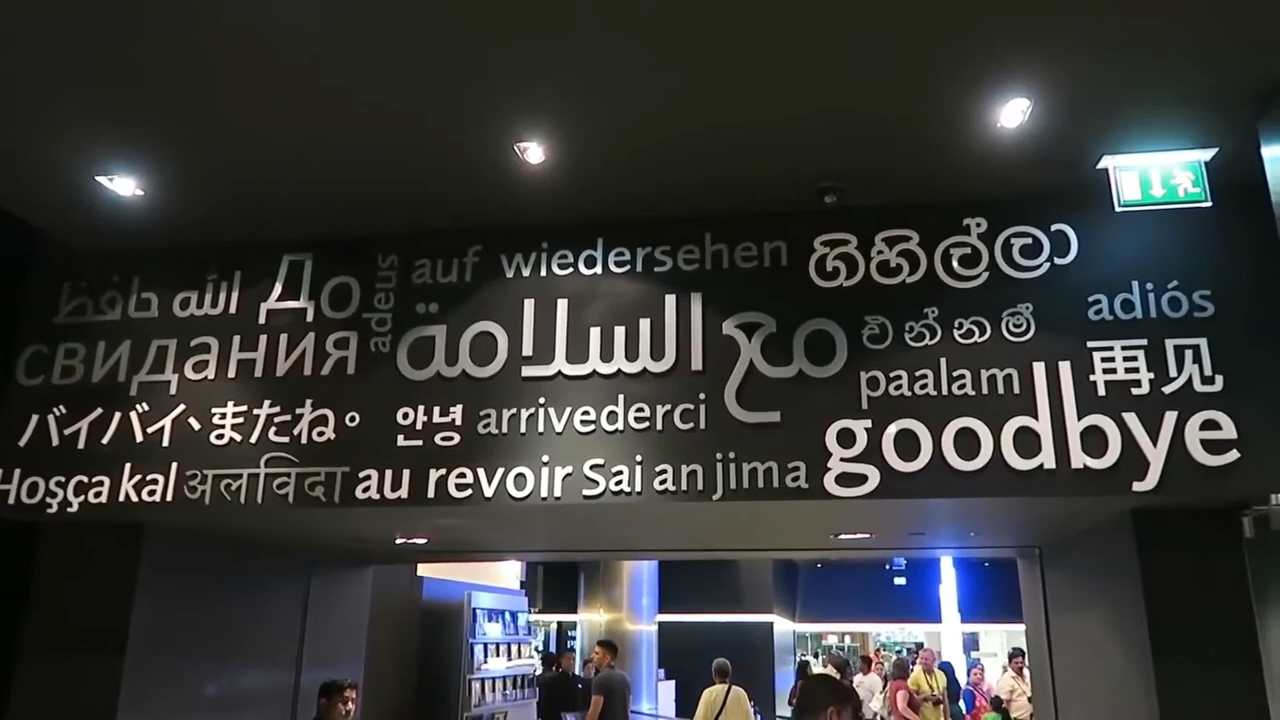 حافظ الله
До
свидания
adeus
auf wiedersehen
ගිහිල්ලා
එන්නම්
adiós
مع السلامة
paalam
再见
バイバイ、またね。
안녕
arrivederci
goodbye
Hoşça kal
अलविदा
au revoir
Sai an jima